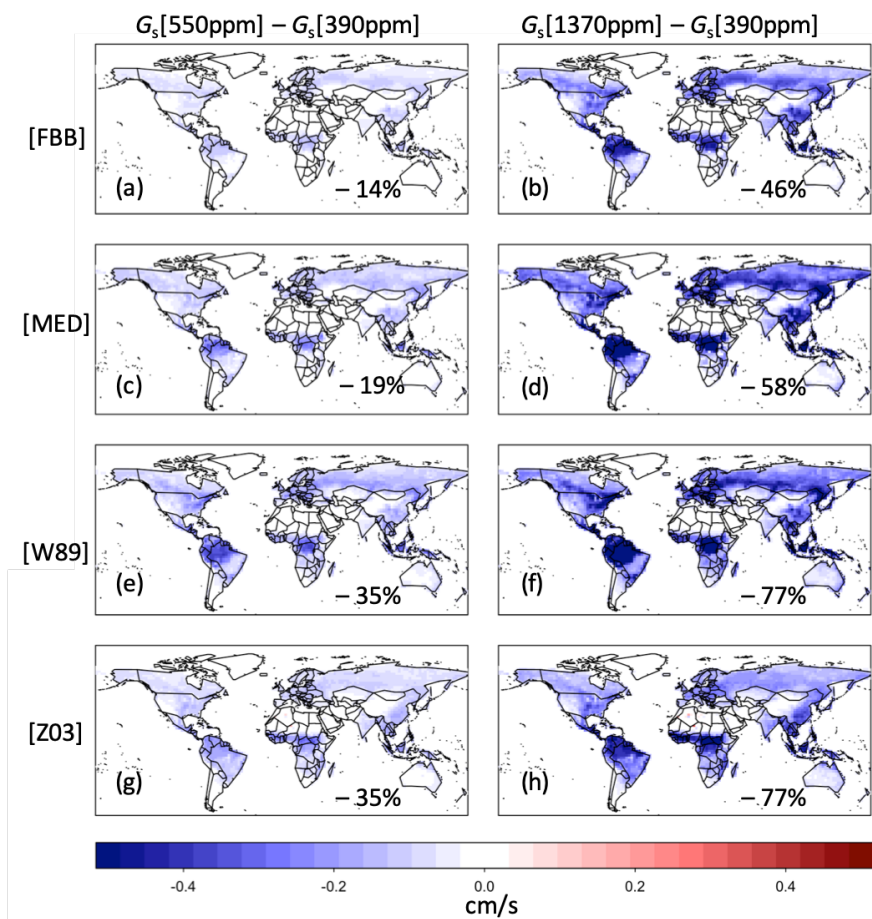 Gs[550ppm] – Gs[390ppm]
Gs[1370ppm] – Gs[390ppm]
[FBB]
(a)
– 14%
(b)
– 46%
[MED]
(c)
– 19%
(d)
– 58%
[W89]
(e)
– 35%
(f)
– 77%
[Z03]
(g)
– 35%
(h)
– 77%
-0.4
-0.2
0.0
0.2
0.4
cm/s